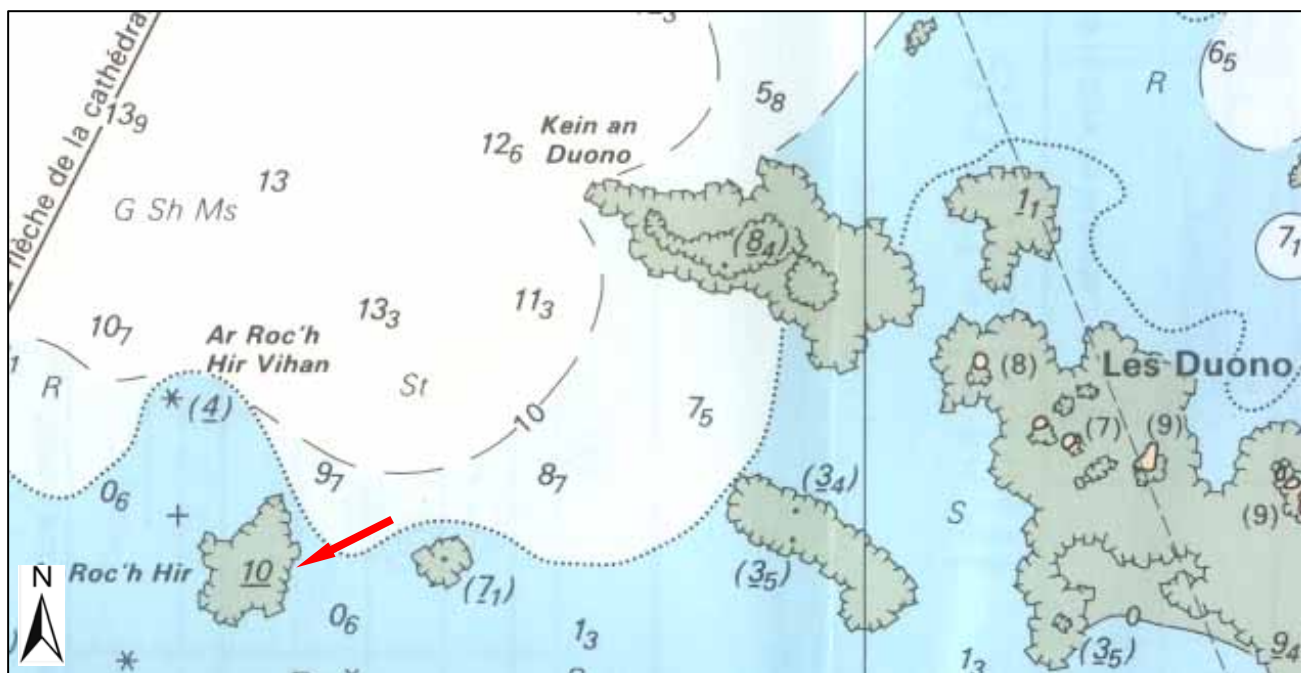 flèche de la cathédra
13₉
13
G Sh Ms
12₆
5₈
Kein an
Duono
6₅
R
1₁
(8₄)
7₁
10₇
13₃
11₃
Ar Roc'h
Hir Vihan
R
St
(4)
10
7₅
(8)
Les Duono
(7)
(9)
0₆
9₇
8₇
(3₄)
S
(9)
Roc'h Hir
10
(7₁)
(3₅)
N
0₆
1₃
0
(3₅)
1₃
9₄